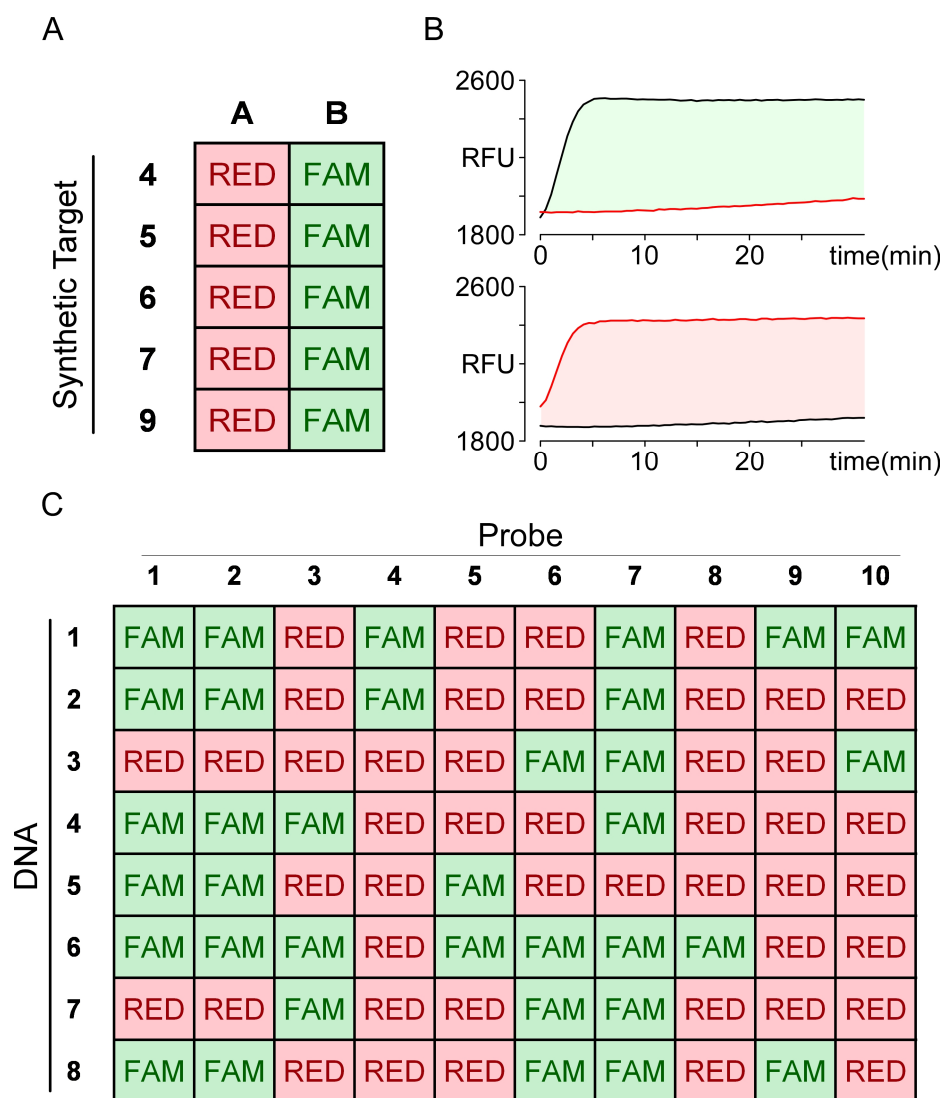 A
B
A B
Synthetic Target
4 RED FAM
5 RED FAM
6 RED FAM
7 RED FAM
9 RED FAM
2600
RFU
1800
0 10 20 time(min)
2600
RFU
1800
0 10 20 time(min)
C
Probe
1 2 3 4 5 6 7 8 9 10
DNA
1 FAM FAM RED FAM RED RED FAM RED FAM FAM
2 FAM FAM RED FAM RED RED FAM RED RED RED
3 RED RED RED RED RED FAM FAM RED RED FAM
4 FAM FAM FAM RED RED RED FAM RED RED RED
5 FAM FAM RED RED FAM RED RED RED RED RED
6 FAM FAM FAM RED FAM FAM FAM FAM RED RED
7 RED RED FAM RED RED FAM FAM RED RED RED
8 FAM FAM RED RED RED FAM FAM RED FAM RED